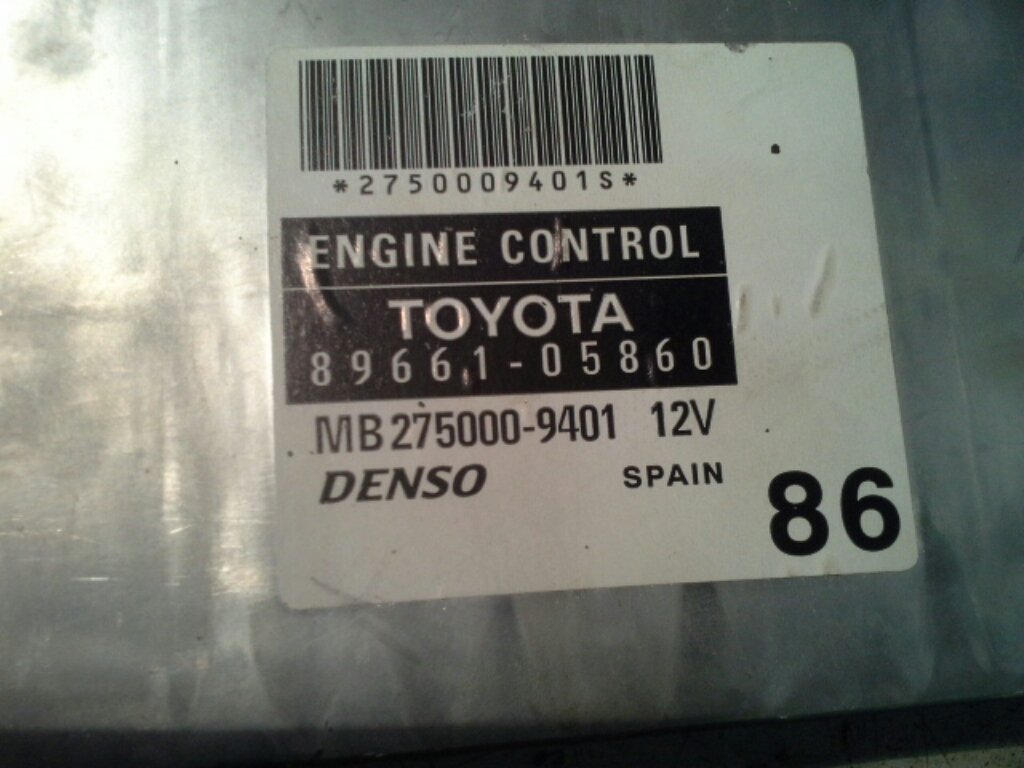 *2750009401S*
ENGINE CONTROL
TOYOTA
89661-05860
MB275000-9401 12V
DENSO SPAIN
86